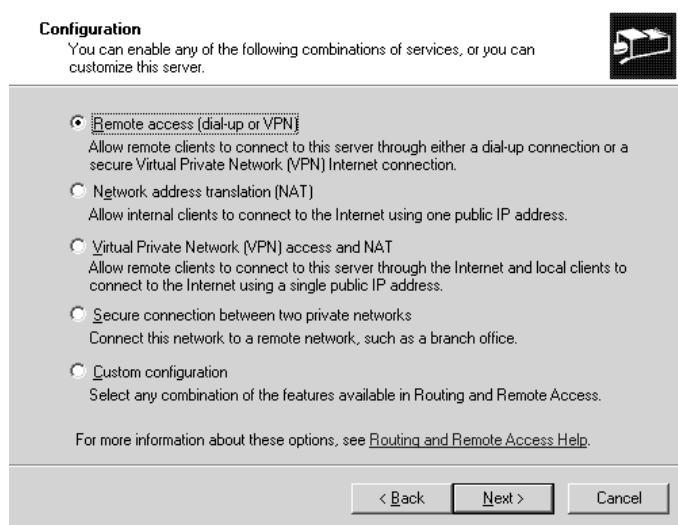 Configuration
You can enable any of the following combinations of services, or you can
customize this server.
Remote access (dial-up or VPN)
Allow remote clients to connect to this server through either a dial-up connection or a
secure Virtual Private Network (VPN) Internet connection.
Network address translation (NAT)
Allow internal clients to connect to the Internet using one public IP address.
Virtual Private Network (VPN) access and NAT
Allow remote clients to connect to this server through the Internet and local clients to
connect to the Internet using a single public IP address.
Secure connection between two private networks
Connect this network to a remote network, such as a branch office.
Custom configuration
Select any combination of the features available in Routing and Remote Access.
For more information about these options, see Routing and Remote Access Help.
< Back Next > Cancel